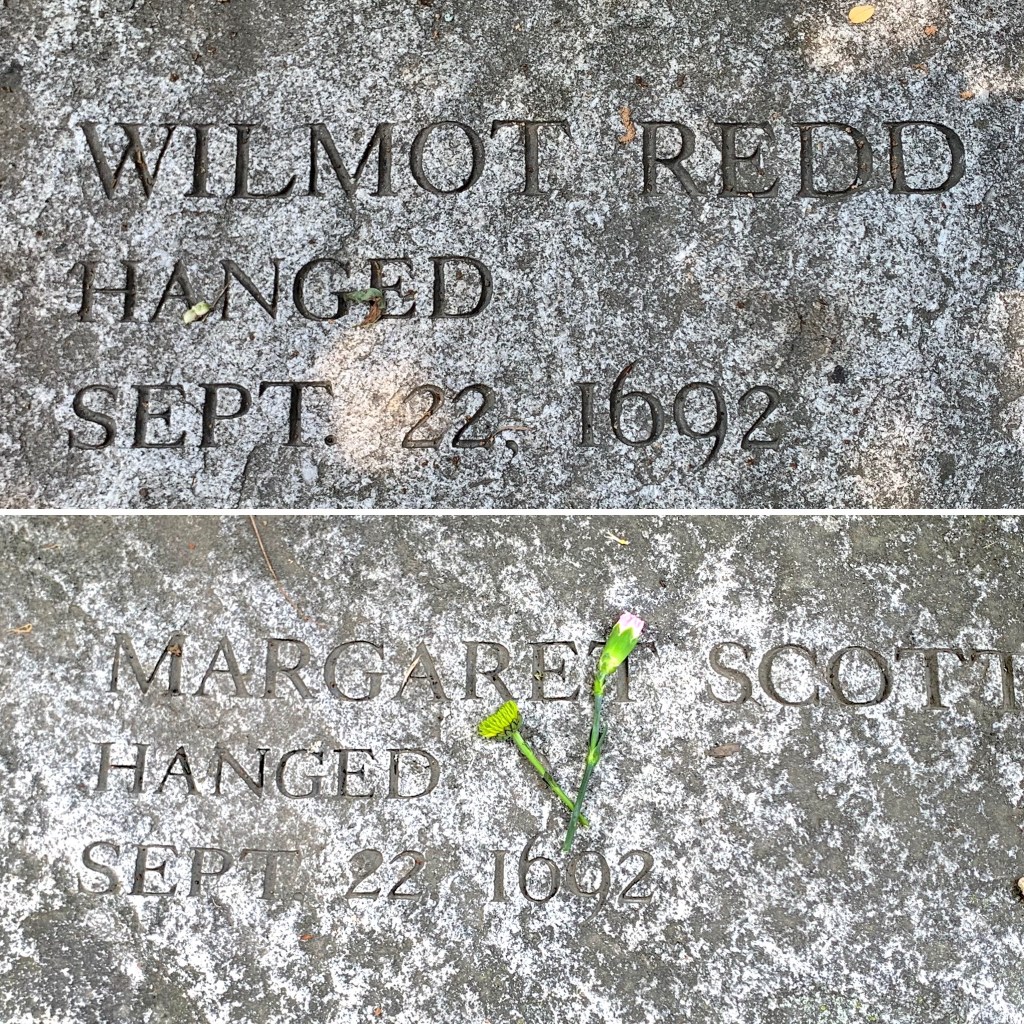 WILMOT REDD
HANGED
SEPT. 22, 1692
MARGARET SCOTT
HANGED
SEPT. 22 1692